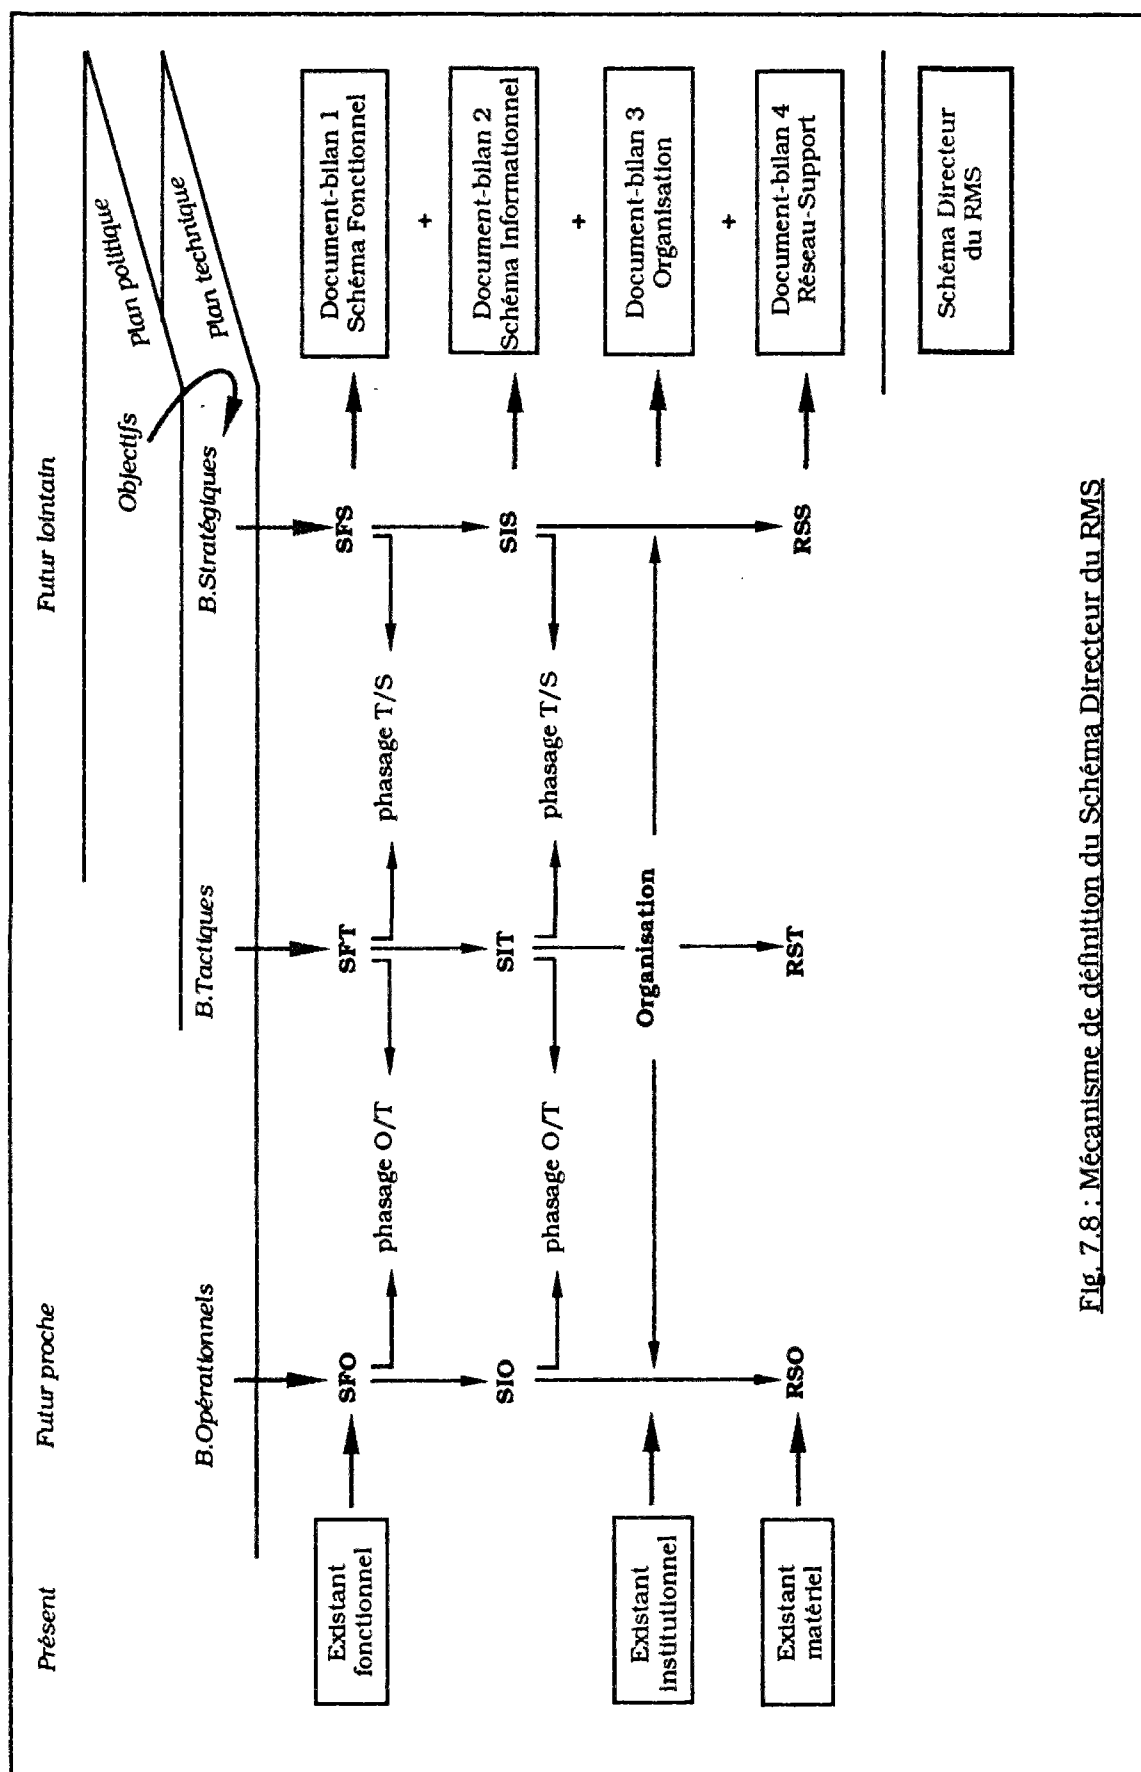 Présent
Futur proche
Futur lointain
Plan politique
Objectifs
Plan technique
B.Opérationnels
B.Tactiques
B.Stratégiques
Existant
fonctionnel
SFO
SFT
SFS
Document-bilan 1
Schéma Fonctionnel
phasage O/T
phasage T/S
+
SIO
SIT
SIS
Document-bilan 2
Schéma Informationnel
phasage O/T
phasage T/S
+
Existant
institutionnel
Organisation
Document-bilan 3
Organisation
+
Existant
matériel
RSO
RST
RSS
Document-bilan 4
Réseau-Support
Schéma Directeur
du RMS
Fig. 7.8 : Mécanisme de définition du Schéma Directeur du RMS